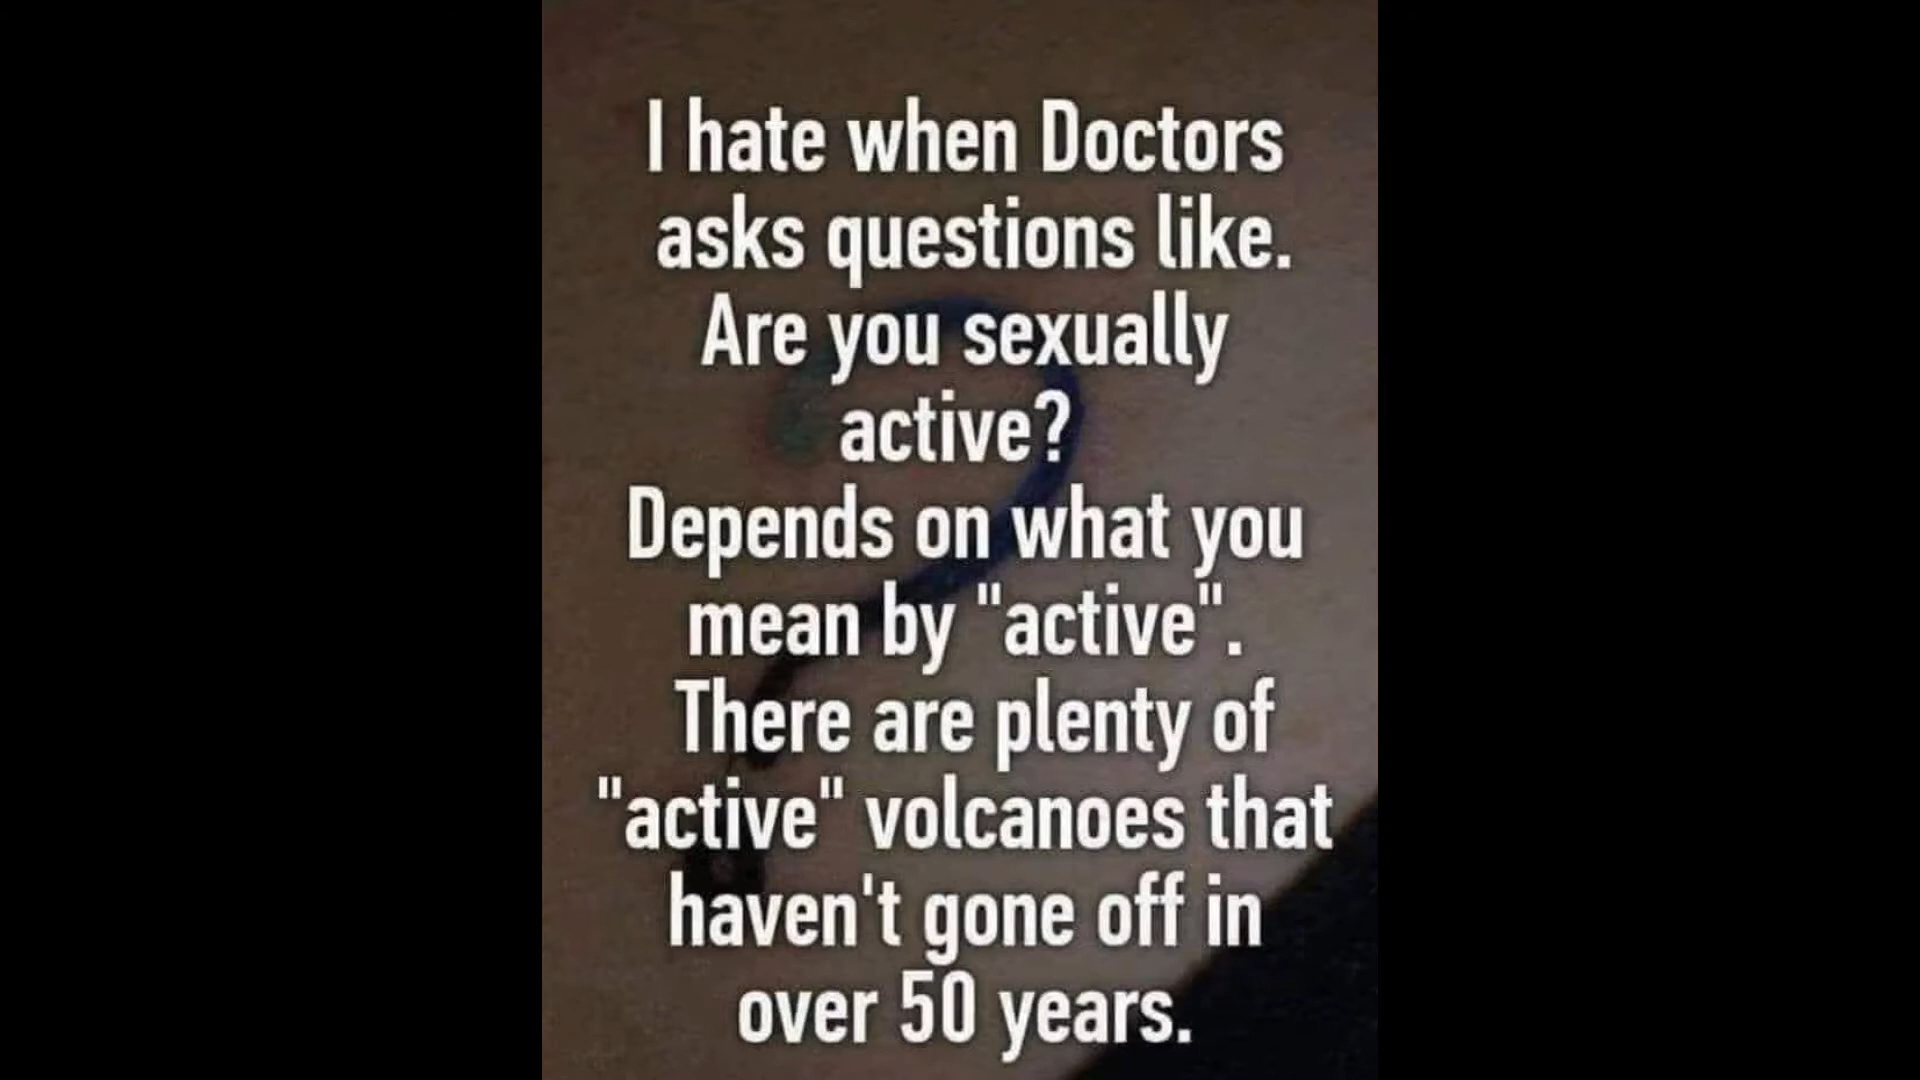 I hate when Doctors
asks questions like.
Are you sexually
active?
Depends on what you
mean by "active".
There are plenty of
"active" volcanoes that
haven't gone off in
over 50 years.